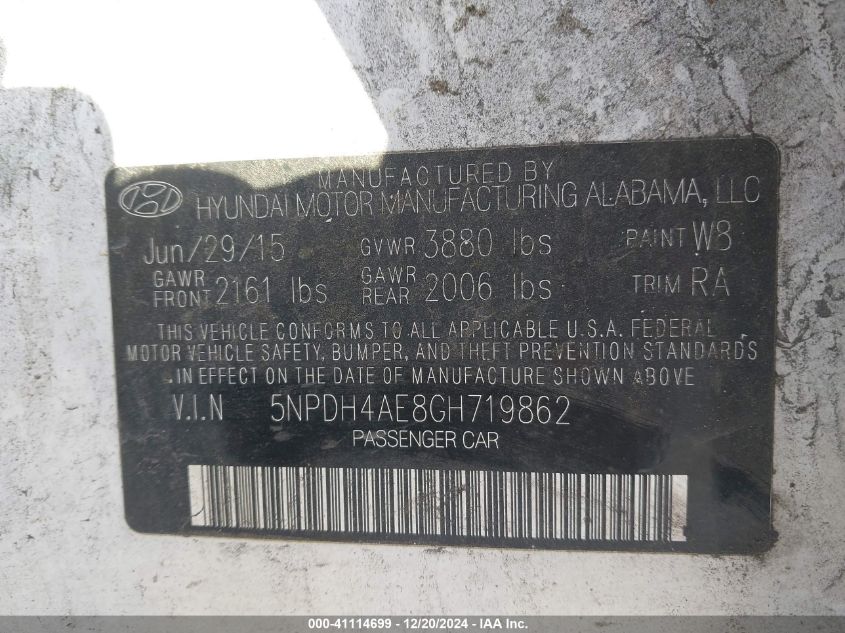 MANUFACTURED BY
HYUNDAI MOTOR MANUFACTURING ALABAMA, LLC
Jun/29/15 GVWR 3880 lbs PAINT W8
GAWR FRONT 2161 lbs GAWR REAR 2006 lbs TRIM RA
THIS VEHICLE CONFORMS TO ALL APPLICABLE U.S.A. FEDERAL
MOTOR VEHICLE SAFETY, BUMPER, AND THEFT PREVENTION STANDARDS
IN EFFECT ON THE DATE OF MANUFACTURE SHOWN ABOVE
V.I.N 5NPDH4AE8GH719862
PASSENGER CAR
000-41114699 - 12/20/2024 - IAAI.com